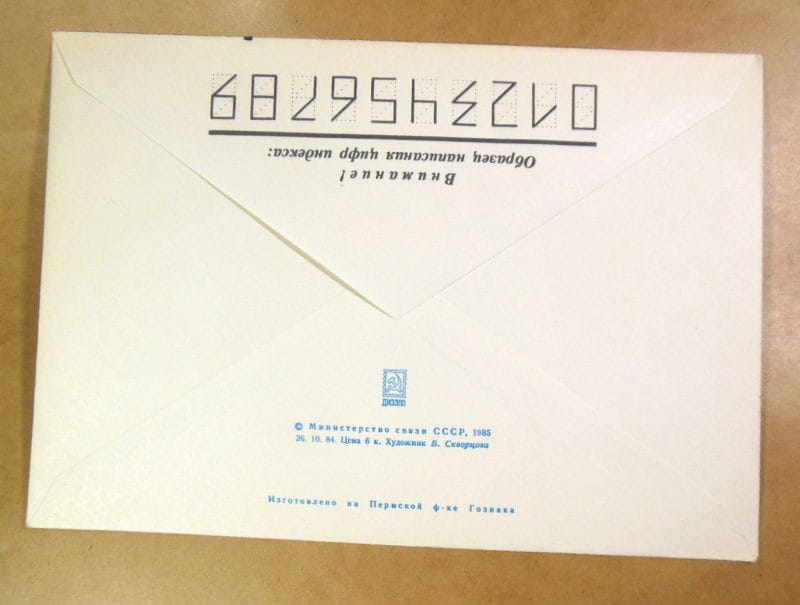 Внимание!
Образец написания цифр индекса:
0123456789
ДИЭЗПО
© Министерство связи СССР, 1985
26. 10. 84. Цена 6 к. Художник В. Скворцова
Изготовлено на Пермской ф-ке Гознака